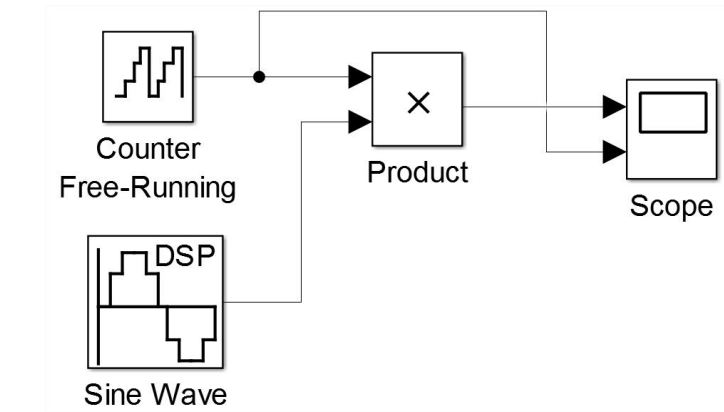 Counter
Free-Running
×
Product
Scope
DSP
Sine Wave